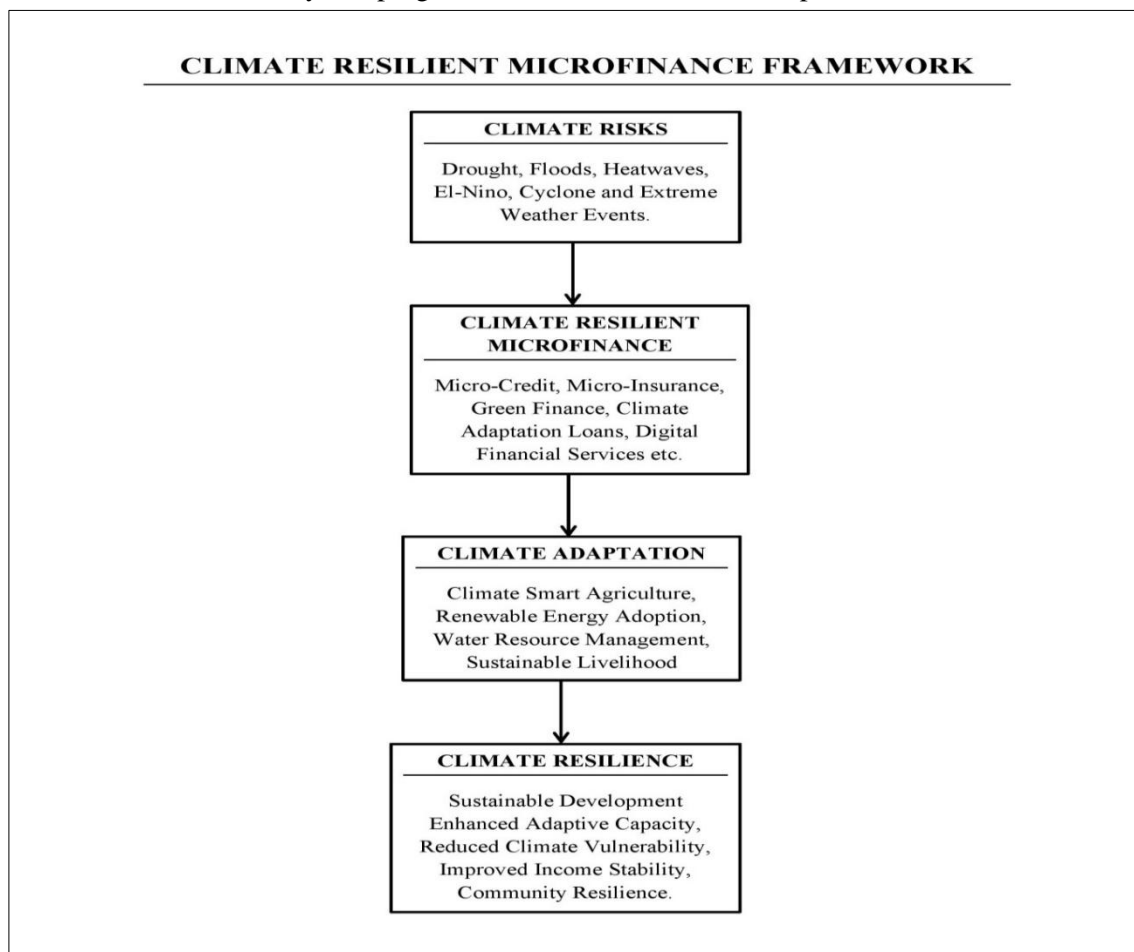 CLIMATE RESILIENT MICROFINANCE FRAMEWORK
CLIMATE RISKS
Drought, Floods, Heatwaves,
El-Nino, Cyclone and Extreme
Weather Events.
CLIMATE RESILIENT
MICROFINANCE
Micro-Credit, Micro-Insurance,
Green Finance, Climate
Adaptation Loans, Digital
Financial Services etc.
CLIMATE ADAPTATION
Climate Smart Agriculture,
Renewable Energy Adoption,
Water Resource Management,
Sustainable Livelihood
CLIMATE RESILIENCE
Sustainable Development
Enhanced Adaptive Capacity,
Reduced Climate Vulnerability,
Improved Income Stability,
Community Resilience.